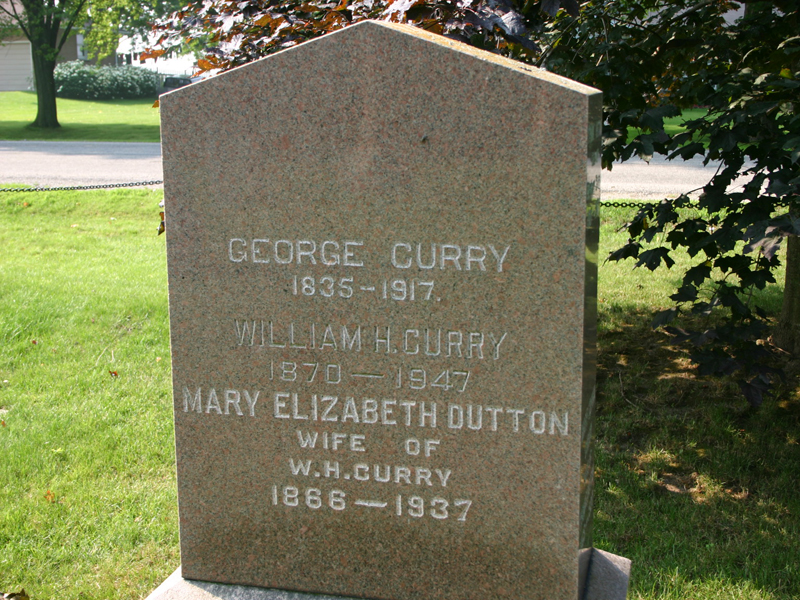 GEORGE CURRY
1835-1917.
WILLIAM H. CURRY
1870-1947
MARY ELIZABETH DUTTON
WIFE OF
W.H. CURRY
1866-1937